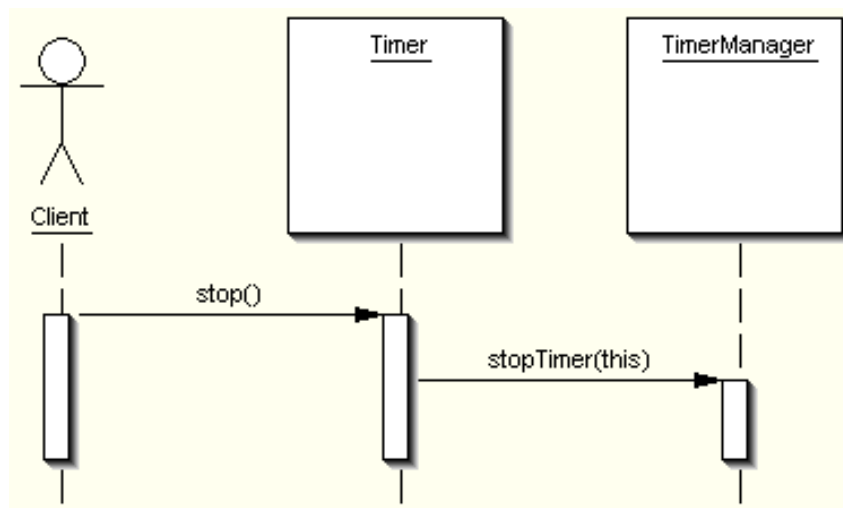 Timer
TimerManager
Client
stop()
stopTimer(this)